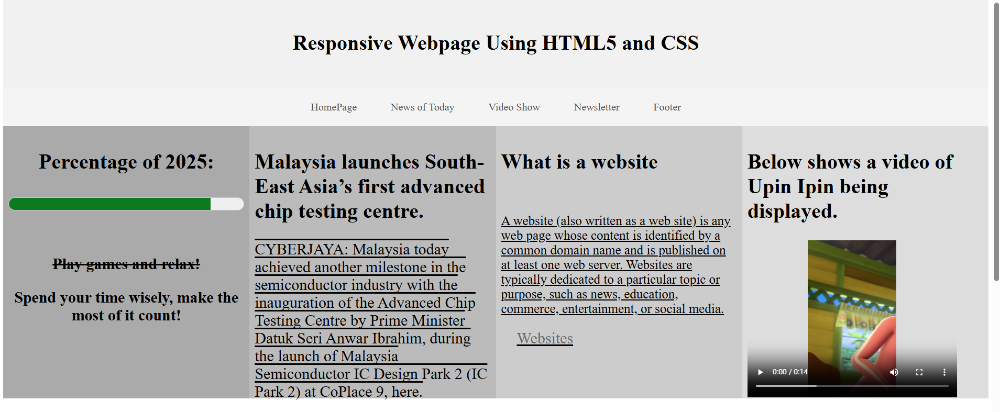 Responsive Webpage Using HTML5 and CSS
HomePage News of Today Video Show Newsletter Footer
Percentage of 2025:
Play games and relax!
Spend your time wisely, make the
most of it count!
Malaysia launches South-
East Asia’s first advanced
chip testing centre.
CYBERJAYA: Malaysia today
achieved another milestone in the
semiconductor industry with the
inauguration of the Advanced Chip
Testing Centre by Prime Minister
Datuk Seri Anwar Ibrahim, during
the launch of Malaysia
Semiconductor IC Design Park 2 (IC
Park 2) at CoPlace 9, here.
What is a website
A website (also written as a web site) is any
web page whose content is identified by a
common domain name and is published on
at least one web server. Websites are
typically dedicated to a particular topic or
purpose, such as news, education,
commerce, entertainment, or social media.
Websites
Below shows a video of
Upin Ipin being
displayed.
0:00 / 0:14